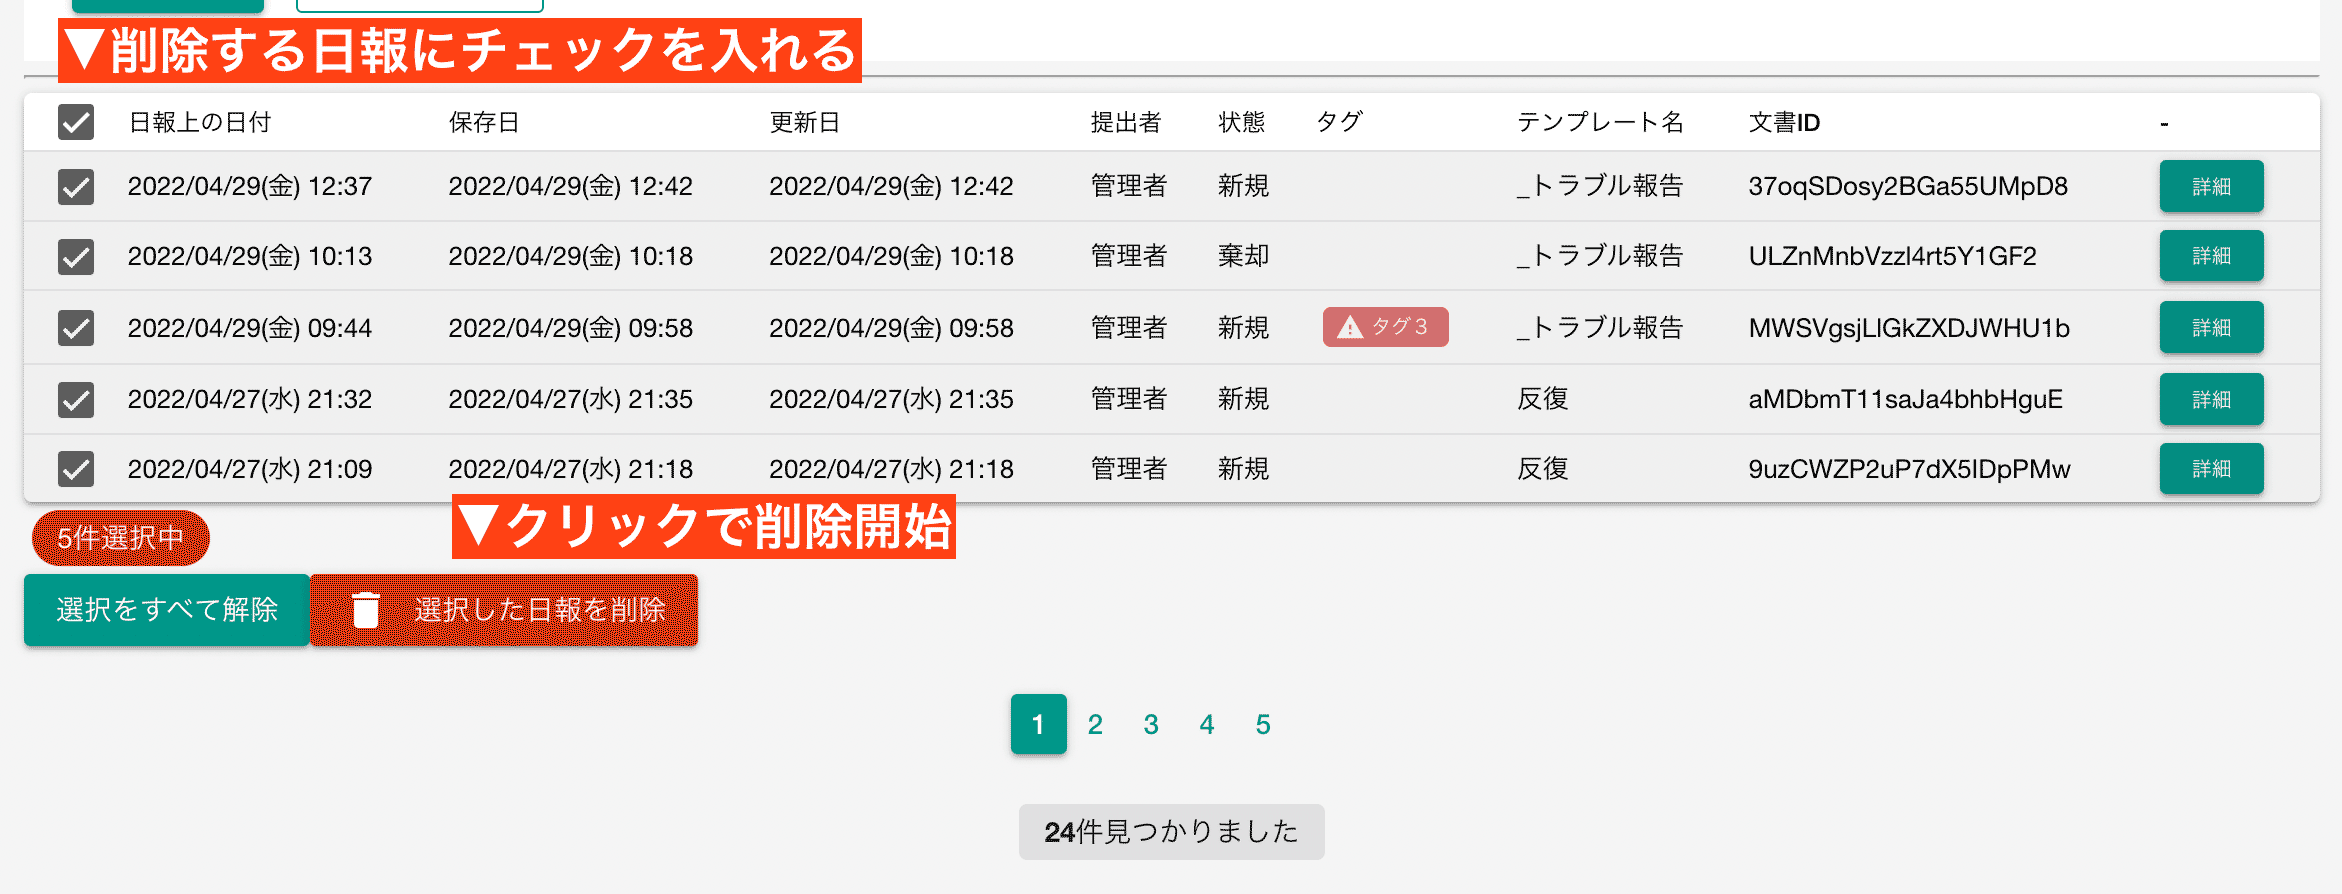 ▼削除する日報にチェックを入れる
日報上の日付 保存日 更新日 提出者 状態 タグ テンプレート名 文書ID -
2022/04/29(金) 12:37 2022/04/29(金) 12:42 2022/04/29(金) 12:42 管理者 新規 _トラブル報告 37oqSDosy2BGa55UMpD8 詳細
2022/04/29(金) 10:13 2022/04/29(金) 10:18 2022/04/29(金) 10:18 管理者 棄却 _トラブル報告 ULZnMnbVzzl4rt5Y1GF2 詳細
2022/04/29(金) 09:44 2022/04/29(金) 09:58 2022/04/29(金) 09:58 管理者 新規 タグ３ _トラブル報告 MWSVgsjLlGkZXDJWHU1b 詳細
2022/04/27(水) 21:32 2022/04/27(水) 21:35 2022/04/27(水) 21:35 管理者 新規 反復 aMDbmT11saJa4bhbHguE 詳細
2022/04/27(水) 21:09 2022/04/27(水) 21:18 2022/04/27(水) 21:18 管理者 新規 反復 9uzCWZP2uP7dX5IDpPMw 詳細
▼クリックで削除開始
5件選択中
選択をすべて解除 選択した日報を削除
1 2 3 4 5
24件見つかりました